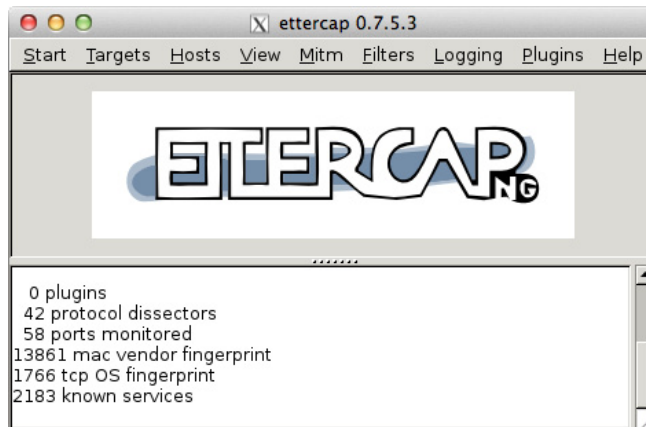 X ettercap 0.7.5.3
Start Targets Hosts View Mitm Filters Logging Plugins Help
ETTERCAP
NG
0 plugins
42 protocol dissectors
58 ports monitored
13861 mac vendor fingerprint
1766 tcp OS fingerprint
2183 known services